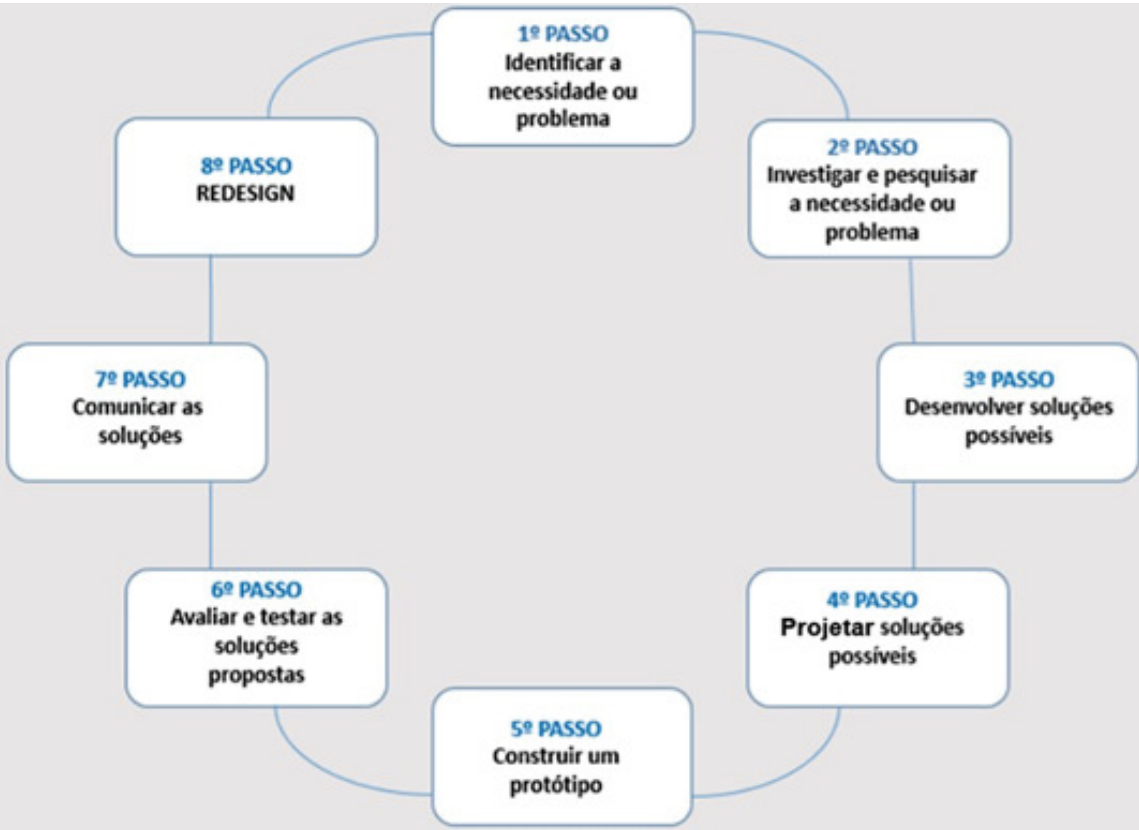 1º PASSO
Identificar a
necessidade ou
problema
2º PASSO
Investigar e pesquisar
a necessidade ou
problema
3º PASSO
Desenvolver soluções
possíveis
4º PASSO
Projetar soluções
possíveis
5º PASSO
Construir um
protótipo
6º PASSO
Avaliar e testar as
soluções
propostas
7º PASSO
Comunicar as
soluções
8º PASSO
REDESIGN